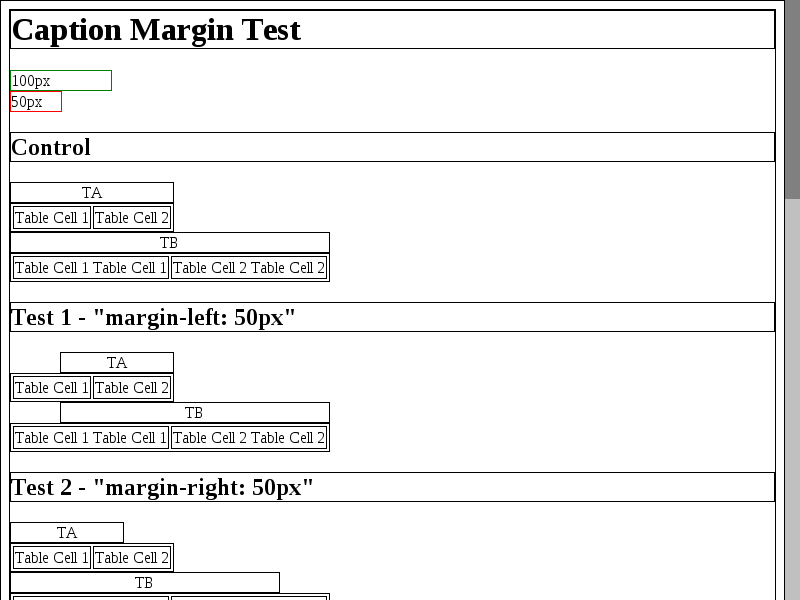 Caption Margin Test
100px
50px
Control
TA
Table Cell 1 Table Cell 2
TB
Table Cell 1 Table Cell 1 Table Cell 2 Table Cell 2
Test 1 - "margin-left: 50px"
TA
Table Cell 1 Table Cell 2
TB
Table Cell 1 Table Cell 1 Table Cell 2 Table Cell 2
Test 2 - "margin-right: 50px"
TA
Table Cell 1 Table Cell 2
TB